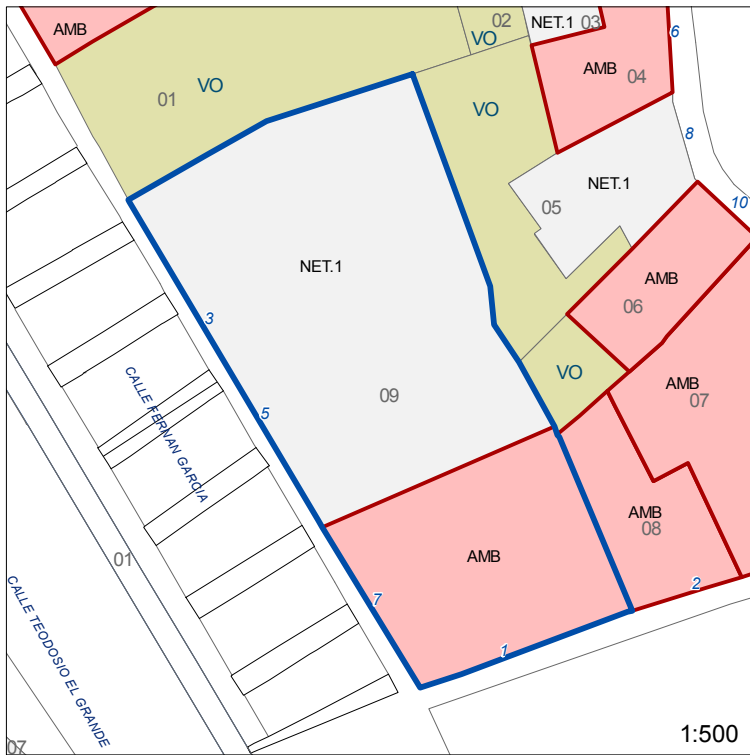 AMB
02
VO
NET.1
03
6
01
VO
AMB
04
VO
8
NET.1
05
10
NET.1
AMB
06
3
CALLE FERNAN GARCIA
VO
AMB
07
09
5
AMB
08
AMB
01
7
2
1
CALLE TEODOSIO EL GRANDE
07
1:500